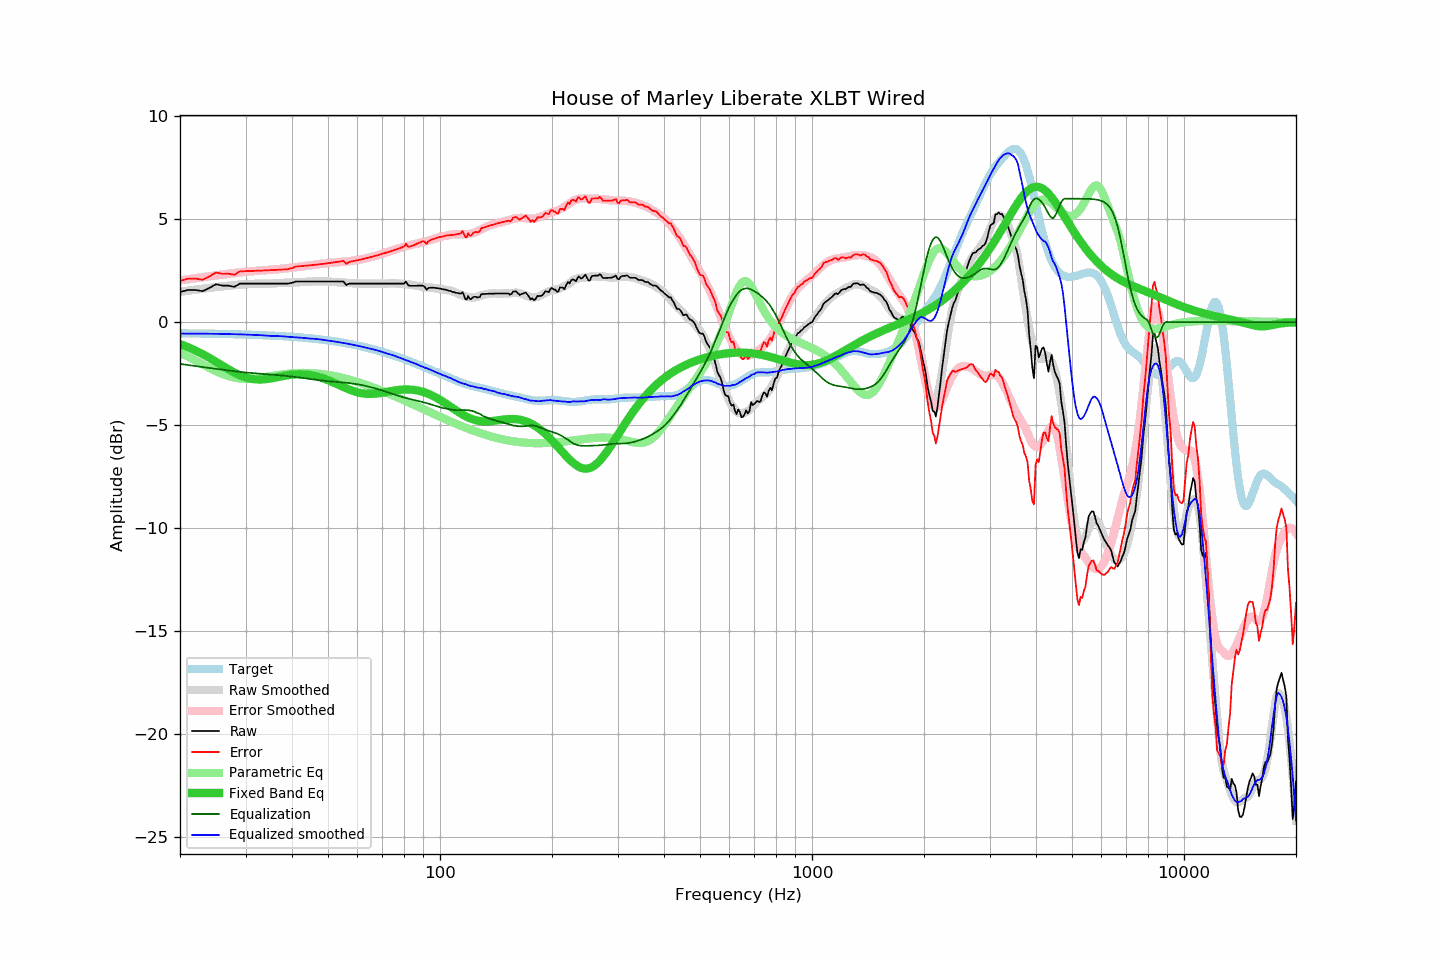 House of Marley Liberate XLBT Wired
10
5
0
−5
−10
−15
−20
−25
Amplitude (dBr)
Target
Raw Smoothed
Error Smoothed
Raw
Error
Parametric Eq
Fixed Band Eq
Equalization
Equalized smoothed
100
1000
10000
Frequency (Hz)